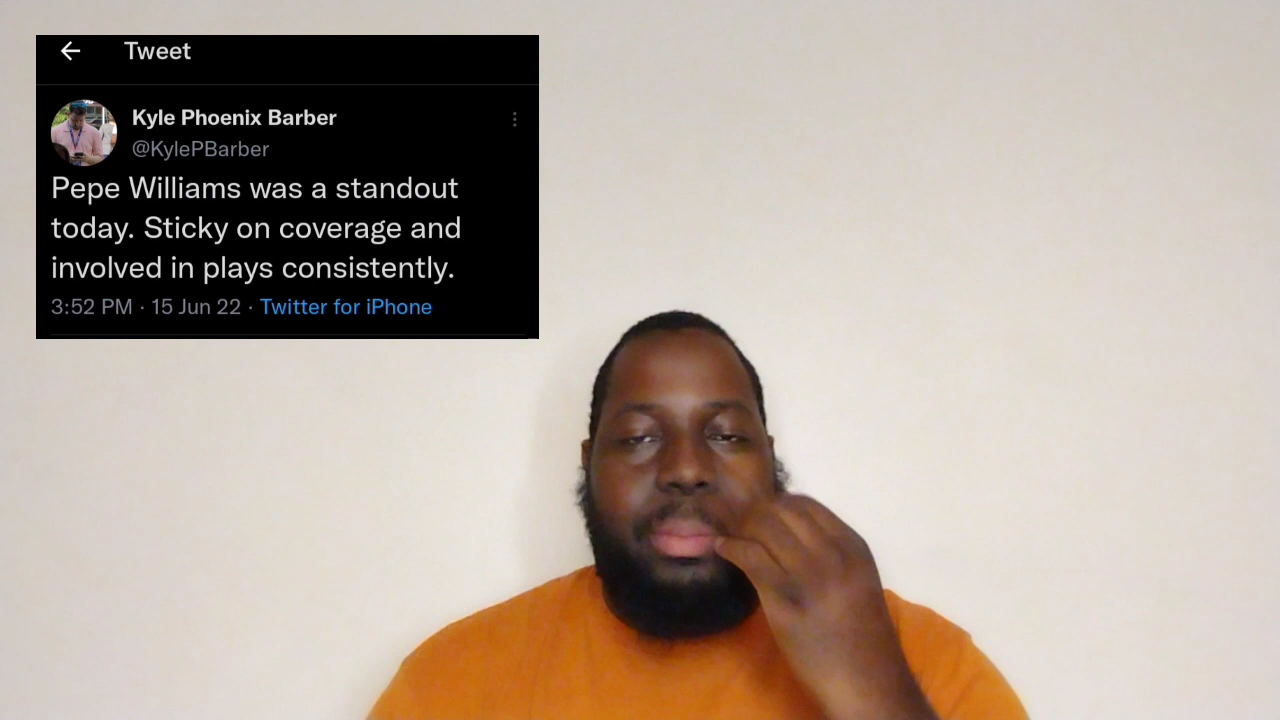 Tweet
Kyle Phoenix Barber
@KylePBarber
Pepe Williams was a standout
today. Sticky on coverage and
involved in plays consistently.
3:52 PM · 15 Jun 22 · Twitter for iPhone